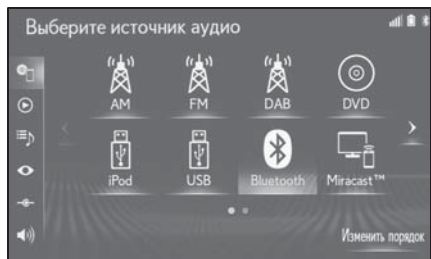 Выберите источник аудио
AM FM DAB DVD
iPod USB Bluetooth Miracast™
Изменить порядок